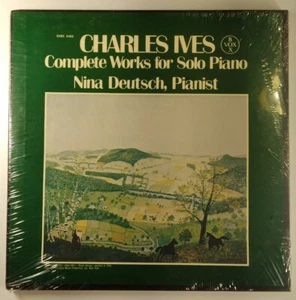 CHARLES IVES
Complete Works for Solo Piano
Nina Deutsch, Pianist
VOX